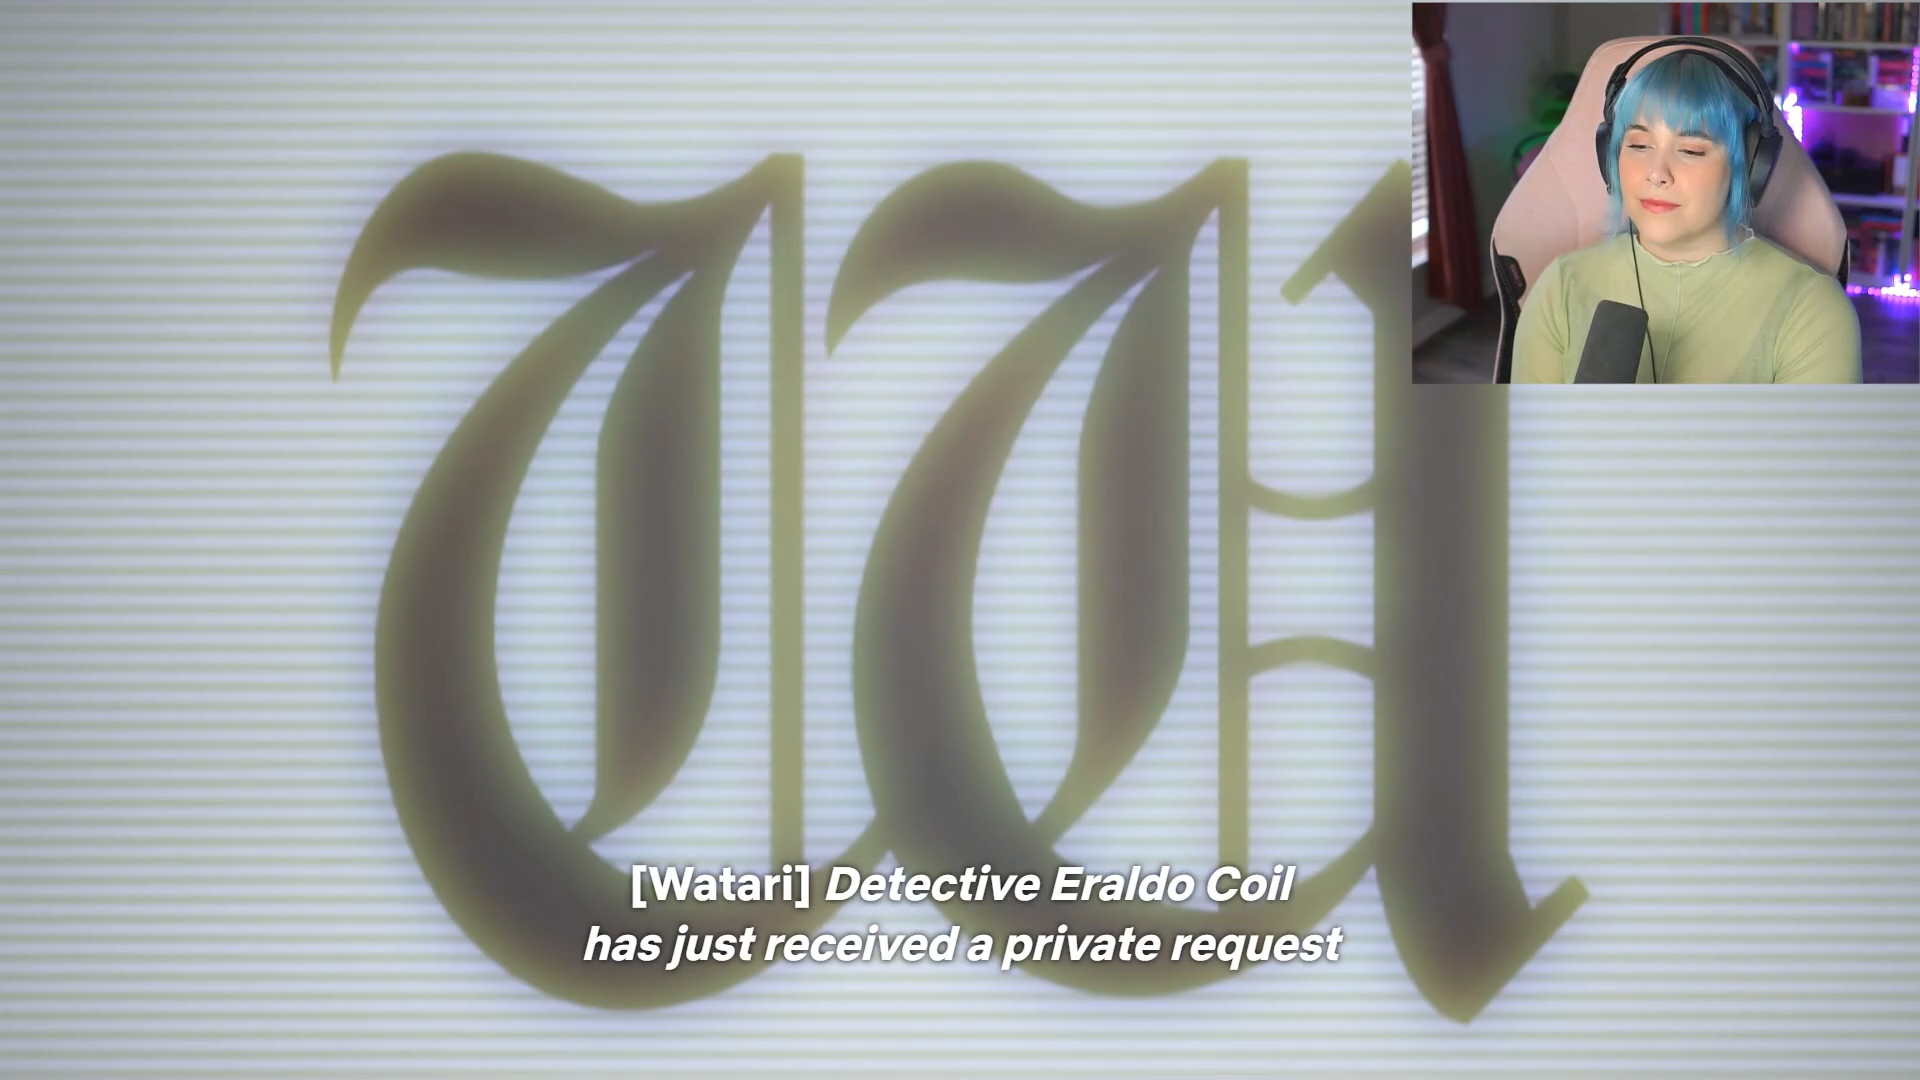 W
[Watari] Detective Eraldo Coil
has just received a private request